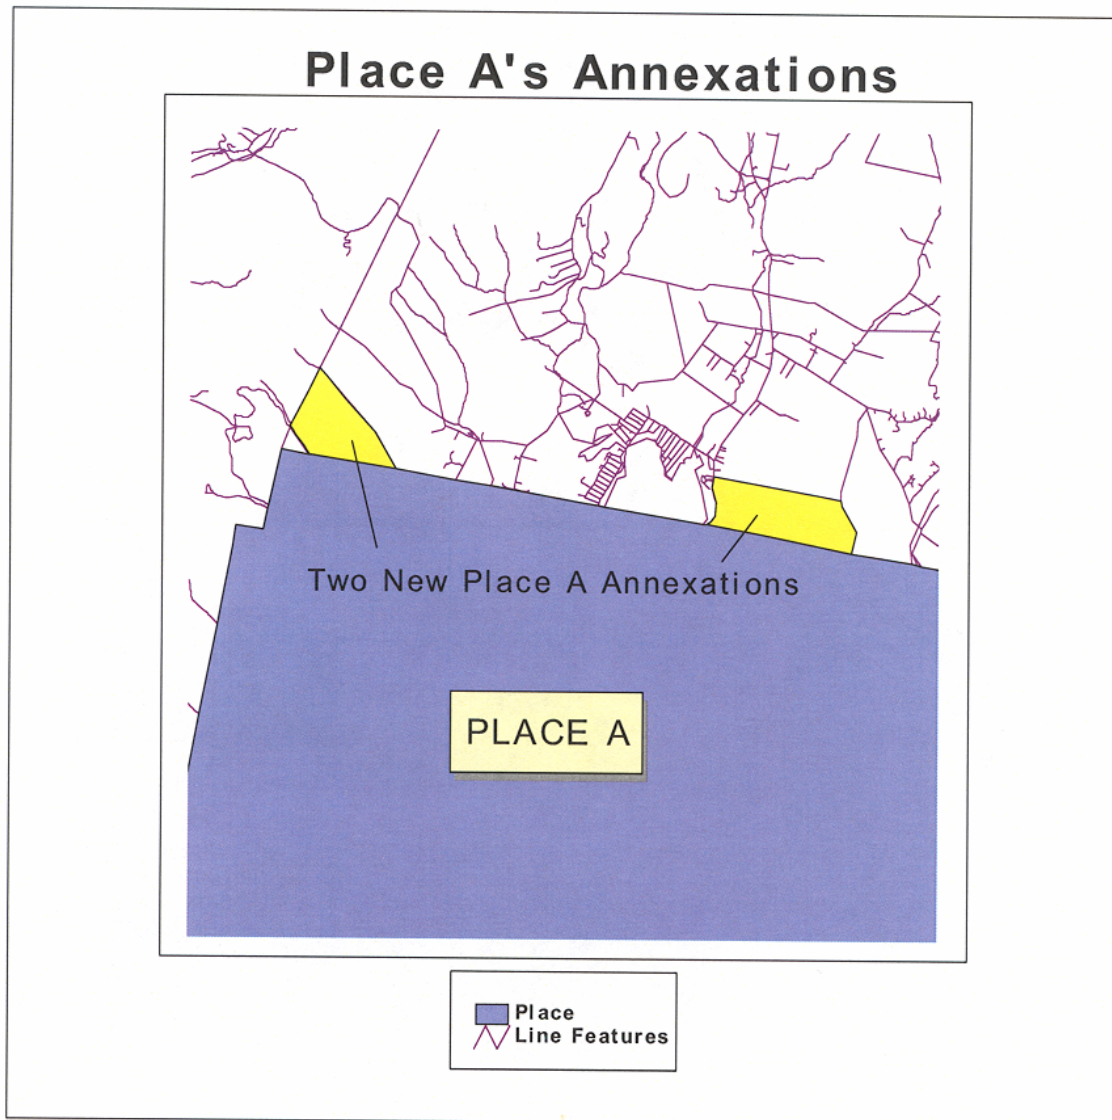 Place A's Annexations
Two New Place A Annexations
PLACE A
Place
Line Features